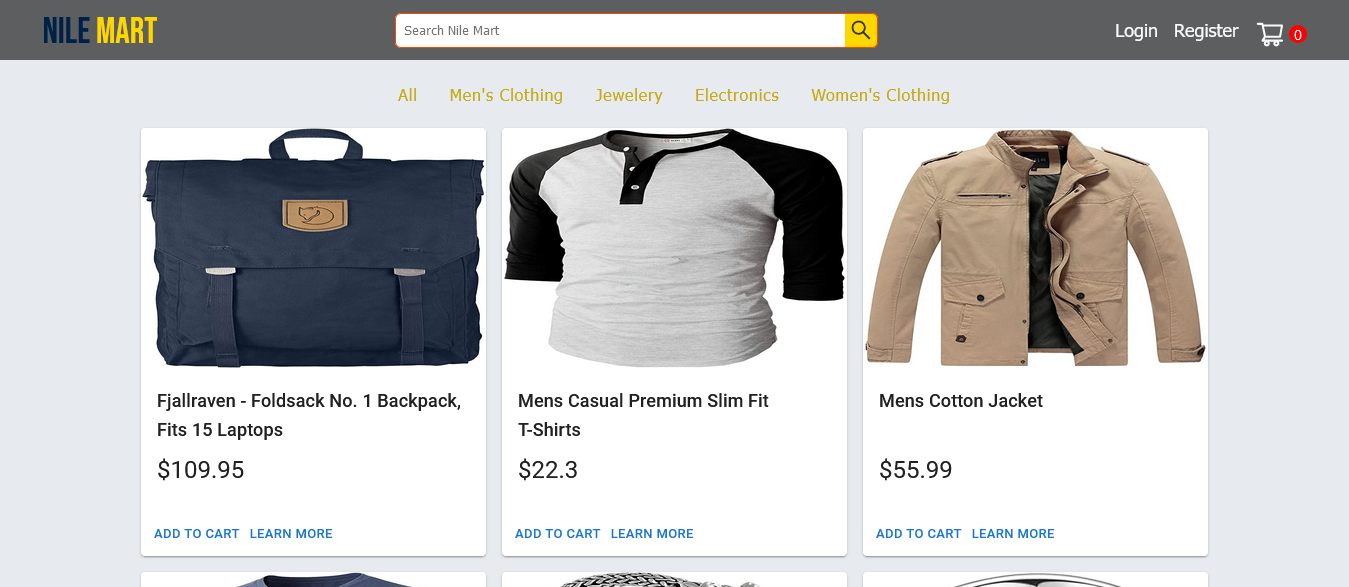 NILE MART
Search Nile Mart
Login Register 0
All Men's Clothing Jewelery Electronics Women's Clothing
Fjallraven - Foldsack No. 1 Backpack,
Fits 15 Laptops
$109.95
ADD TO CART LEARN MORE
Mens Casual Premium Slim Fit
T-Shirts
$22.3
ADD TO CART LEARN MORE
Mens Cotton Jacket
$55.99
ADD TO CART LEARN MORE